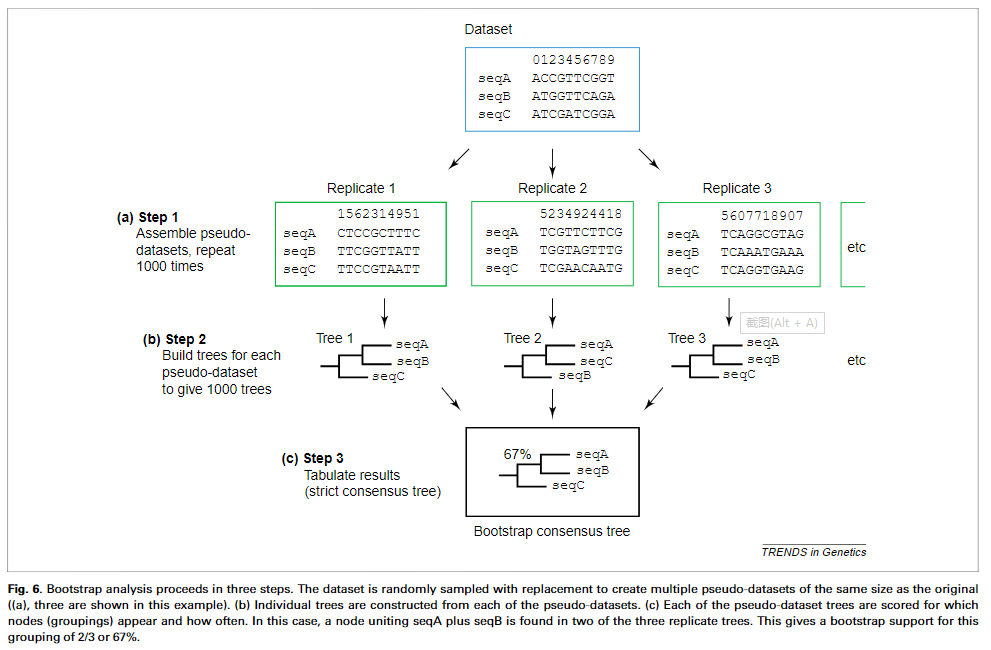 Dataset
0123456789
seqA ACCGTTCGGT
seqB ATGGTTCAGA
seqC ATCGATCGGA
Replicate 1
Replicate 2
Replicate 3
(a) Step 1
Assemble pseudo-
datasets, repeat
1000 times
1562314951
seqA CTCCGCTTTC
seqB TTCGGTTATT
seqC TTCCGTAATT
5234924418
seqA TCGTTCTTCG
seqB TGGTAGTTTG
seqC TCGAACAATG
5607718907
seqA TCAGGCGTAG
seqB TCAAATGAAA
seqC TCAGGTGAAG
etc
(b) Step 2
Build trees for each
pseudo-dataset
to give 1000 trees
Tree 1
seqA
seqB
seqC
Tree 2
seqA
seqC
seqB
截图(Alt + A)
Tree 3
seqA
seqB
seqC
etc
(c) Step 3
Tabulate results
(strict consensus tree)
67%
seqA
seqB
seqC
Bootstrap consensus tree
TRENDS in Genetics
Fig. 6. Bootstrap analysis proceeds in three steps. The dataset is randomly sampled with replacement to create multiple pseudo-datasets of the same size as the original
((a), three are shown in this example). (b) Individual trees are constructed from each of the pseudo-datasets. (c) Each of the pseudo-dataset trees are scored for which
nodes (groupings) appear and how often. In this case, a node uniting seqA plus seqB is found in two of the three replicate trees. This gives a bootstrap support for this
grouping of 2/3 or 67%.